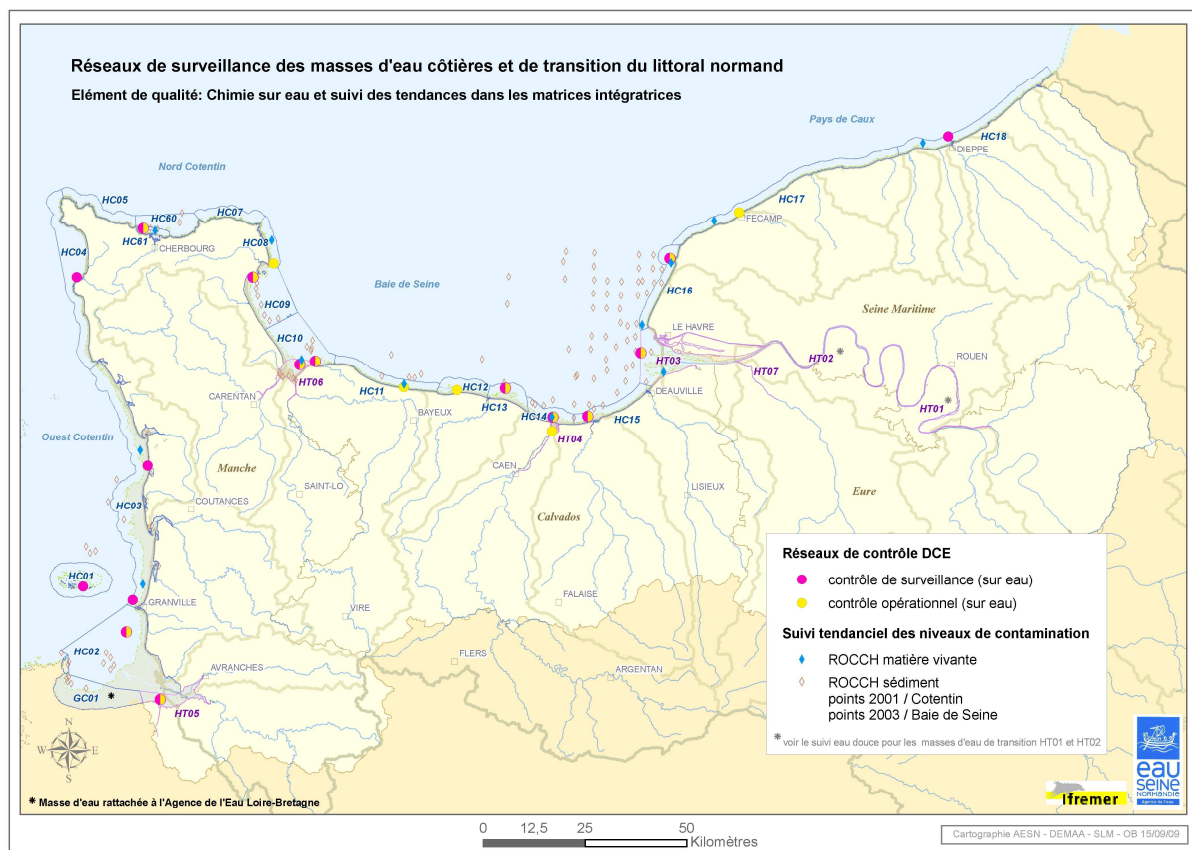 Réseaux de surveillance des masses d'eau côtières et de transition du littoral normand
Elément de qualité: Chimie sur eau et suivi des tendances dans les matrices intégratrices
Pays de Caux
HC18
DIEPPE
Nord Cotentin
HC05
HC60
HC07
HC17
FECAMP
HC61
CHERBOURG
HC08
HC04
Baie de Seine
HC16
HC09
Seine Maritime
HC10
LE HAVRE
HT03
HT02
ROUEN
HT06
HT07
CARENTAN
HC11
HC12
DEAUVILLE
HC13
HT01
BAYEUX
HC14
HC15
HT04
Ouest Cotentin
CAEN
Manche
SAINT-LO
LISIEUX
Eure
HC03
COUTANCES
Calvados
HC01
GRANVILLE
VIRE
FALAISE
HC02
FLERS
AVRANCHES
ARGENTAN
GC01
*
HT05
N
W
E
S
Réseaux de contrôle DCE
contrôle de surveillance (sur eau)
contrôle opérationnel (sur eau)
Suivi tendanciel des niveaux de contamination
ROCCH matière vivante
ROCCH sédiment
points 2001 / Cotentin
points 2003 / Baie de Seine
* voir le suivi eau douce pour les masses d'eau de transition HT01 et HT02
* Masse d'eau rattachée à l'Agence de l'Eau Loire-Bretagne
Ifremer
eau
SEINE
NORMANDIE
Agence de l'eau
0 12,5 25 50
Kilomètres
Cartographie AESN - DEMAA - SLM - OB 15/09/09